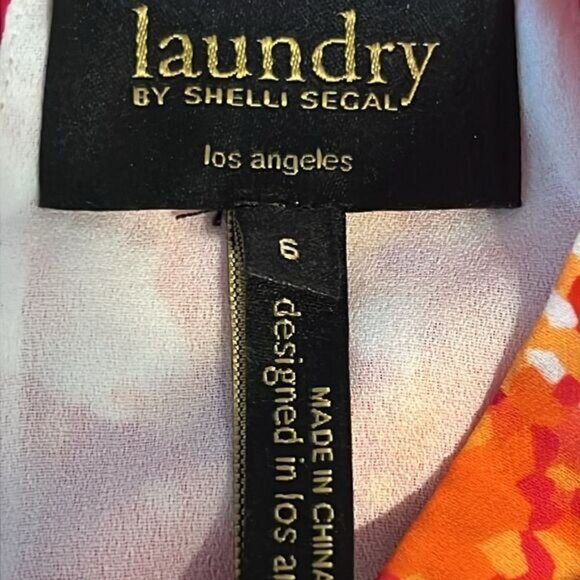 laundry
BY SHELLI SEGAL
los angeles
6
MADE IN CHINA
designed in los